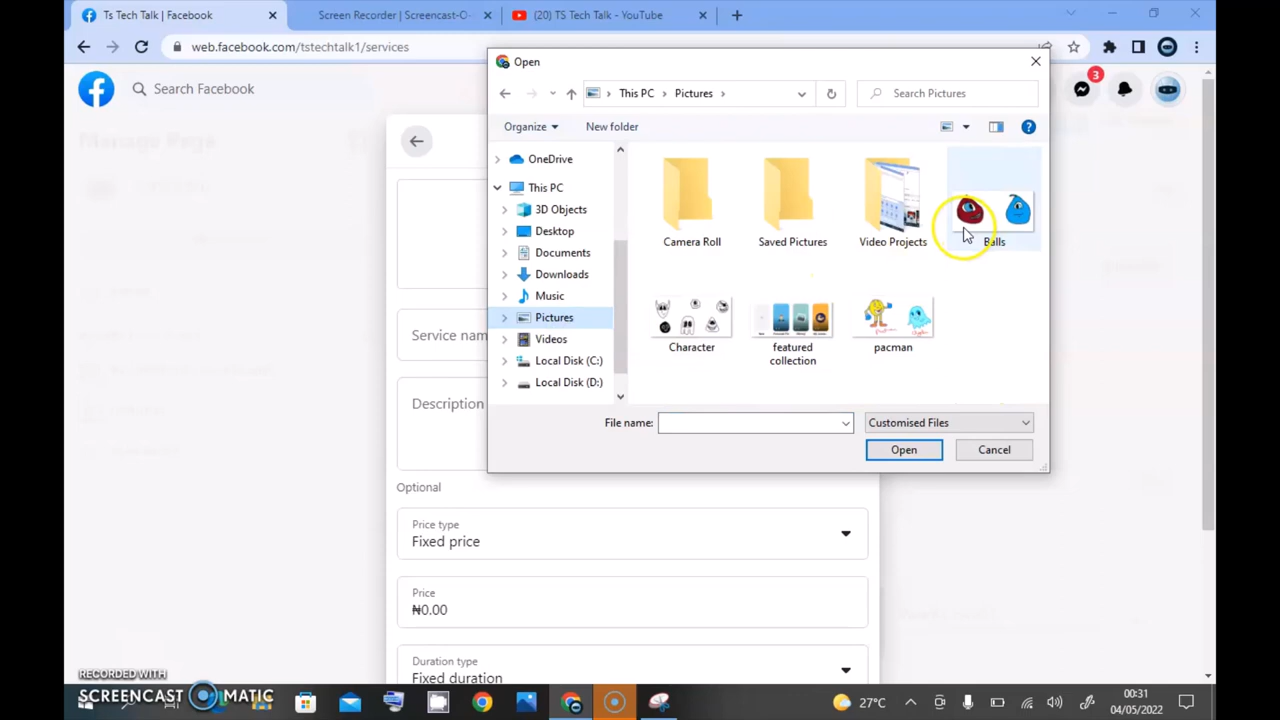 Ts Tech Talk | Facebook
Screen Recorder | Screencast-O-
(20) TS Tech Talk - YouTube
web.facebook.com/tstechtalk1/services
Search Facebook
3
Manage Page
Open
This PC
Pictures
Search Pictures
Organize
New folder
OneDrive
This PC
3D Objects
Desktop
Documents
Downloads
Music
Pictures
Videos
Local Disk (C:)
Local Disk (D:)
Camera Roll
Saved Pictures
Video Projects
Balls
Character
featured
collection
pacman
File name:
Customised Files
Open
Cancel
Service nam
Description
Optional
Price type
Fixed price
Price
₦0.00
Duration type
Fixed duration
RECORDED WITH
SCREENCAST MATIC
27°C
00:31
04/05/2022